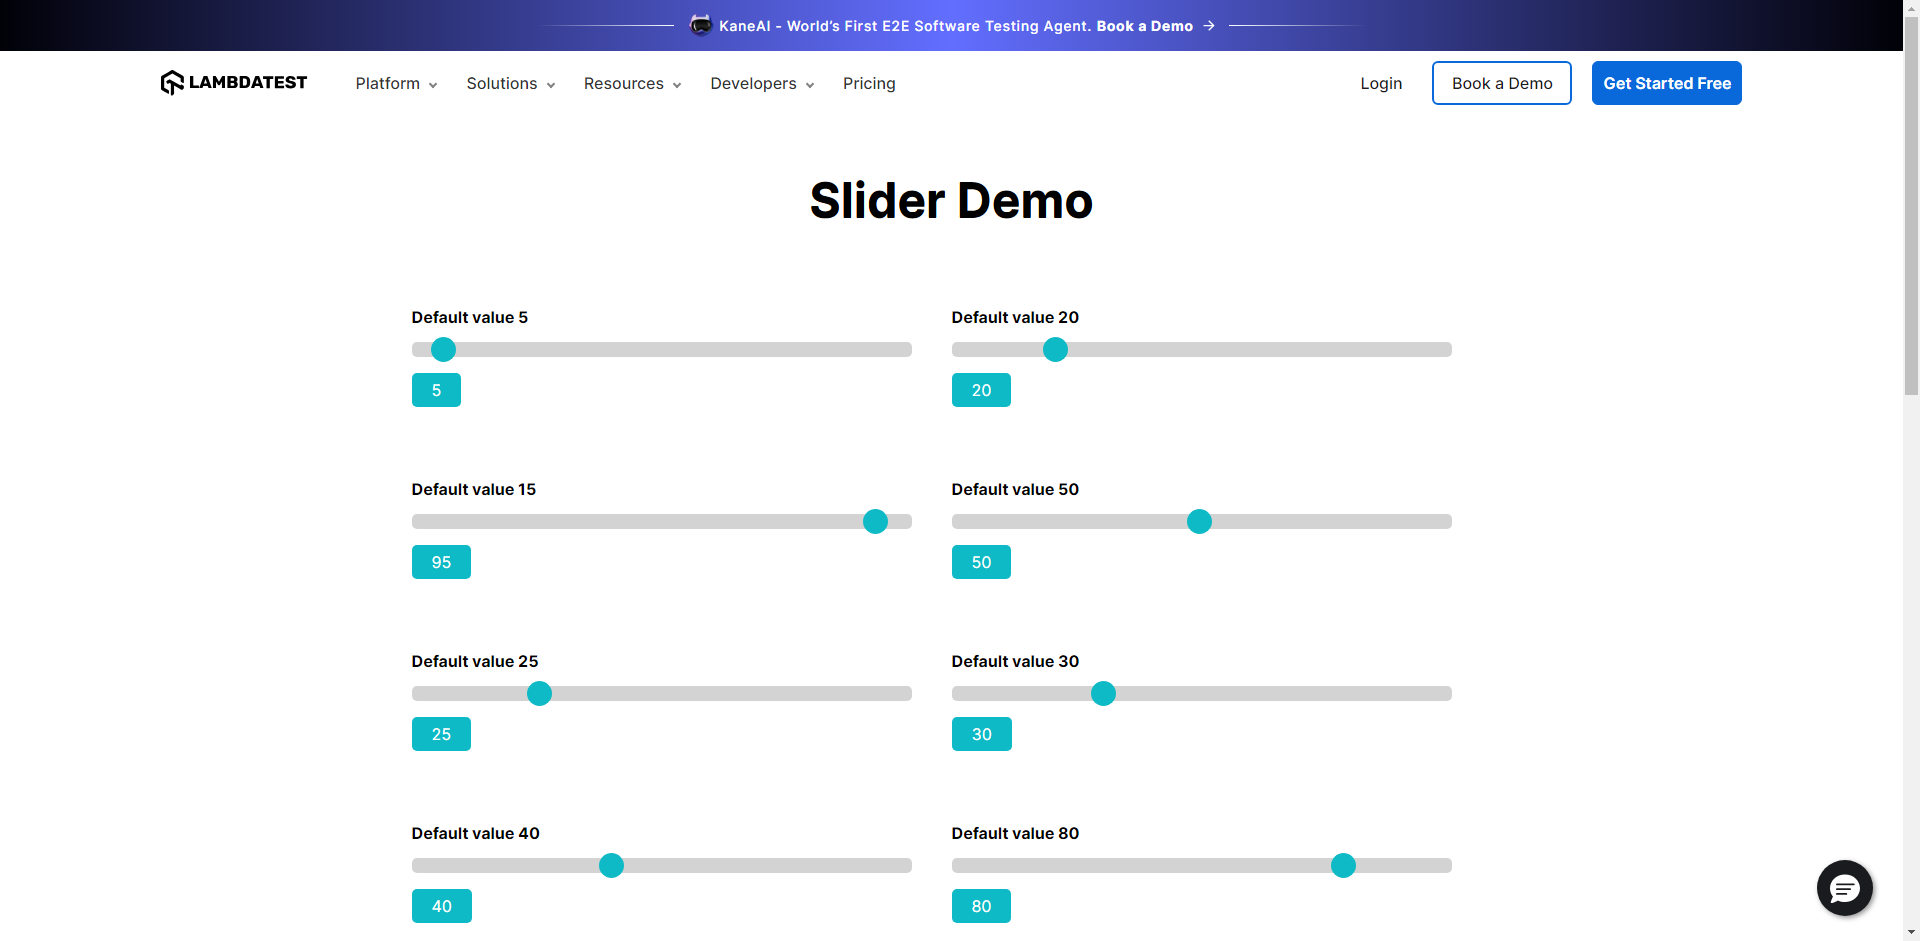 KaneAI - World's First E2E Software Testing Agent. Book a Demo →
LAMBDATEST
Platform
Solutions
Resources
Developers
Pricing
Login
Book a Demo
Get Started Free
Slider Demo
Default value 5
5
Default value 20
20
Default value 15
95
Default value 50
50
Default value 25
25
Default value 30
30
Default value 40
40
Default value 80
80